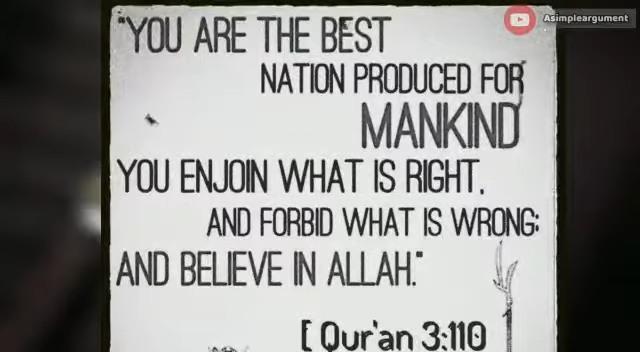 Asimpleargument
"YOU ARE THE BEST
NATION PRODUCED FOR
MANKIND
YOU ENJOIN WHAT IS RIGHT,
AND FORBID WHAT IS WRONG;
AND BELIEVE IN ALLAH."
[ Qur'an 3:110